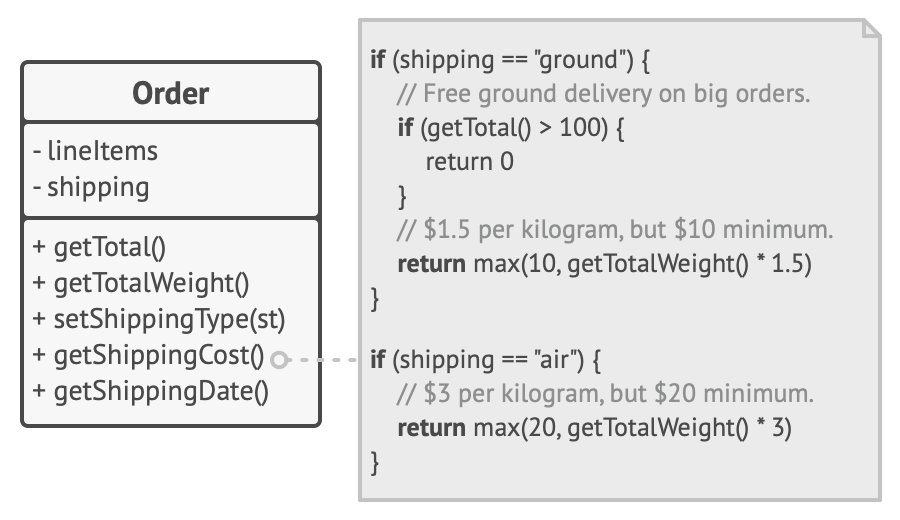 Order
- lineItems
- shipping
+ getTotal()
+ getTotalWeight()
+ setShippingType(st)
+ getShippingCost()
+ getShippingDate()
if (shipping == "ground") {
// Free ground delivery on big orders.
if (getTotal() > 100) {
return 0
}
// $1.5 per kilogram, but $10 minimum.
return max(10, getTotalWeight() * 1.5)
}
if (shipping == "air") {
// $3 per kilogram, but $20 minimum.
return max(20, getTotalWeight() * 3)
}